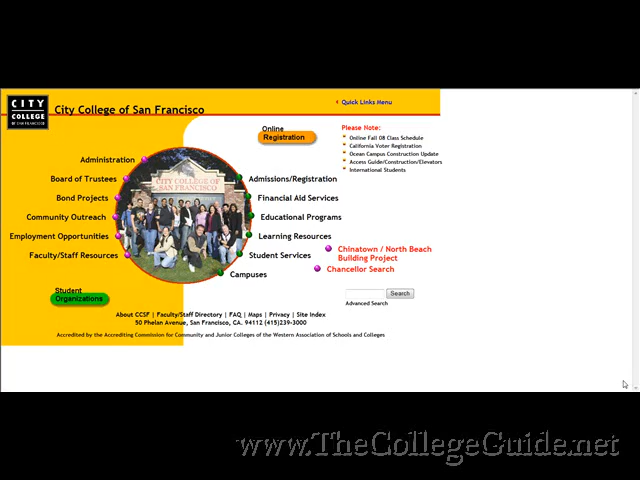 CITY
COLLEGE
OF SAN FRANCISCO
City College of San Francisco
Quick Links Menu
Online
Registration
Please Note:
Online Fall 08 Class Schedule
California Voter Registration
Ocean Campus Construction Update
Access Guide/Construction/Elevators
International Students
Administration
Board of Trustees
Bond Projects
Community Outreach
Employment Opportunities
Faculty/Staff Resources
CITY COLLEGE OF
SAN FRANCISCO
Admissions/Registration
Financial Aid Services
Educational Programs
Learning Resources
Student Services
Campuses
Chinatown / North Beach
Building Project
Chancellor Search
Student
Organizations
Search
Advanced Search
About CCSF | Faculty/Staff Directory | FAQ | Maps | Privacy | Site Index
50 Phelan Avenue, San Francisco, CA. 94112 (415)239-3000
Accredited by the Accrediting Commission for Community and Junior Colleges of the Western Association of Schools and Colleges
www.TheCollegeGuide.net